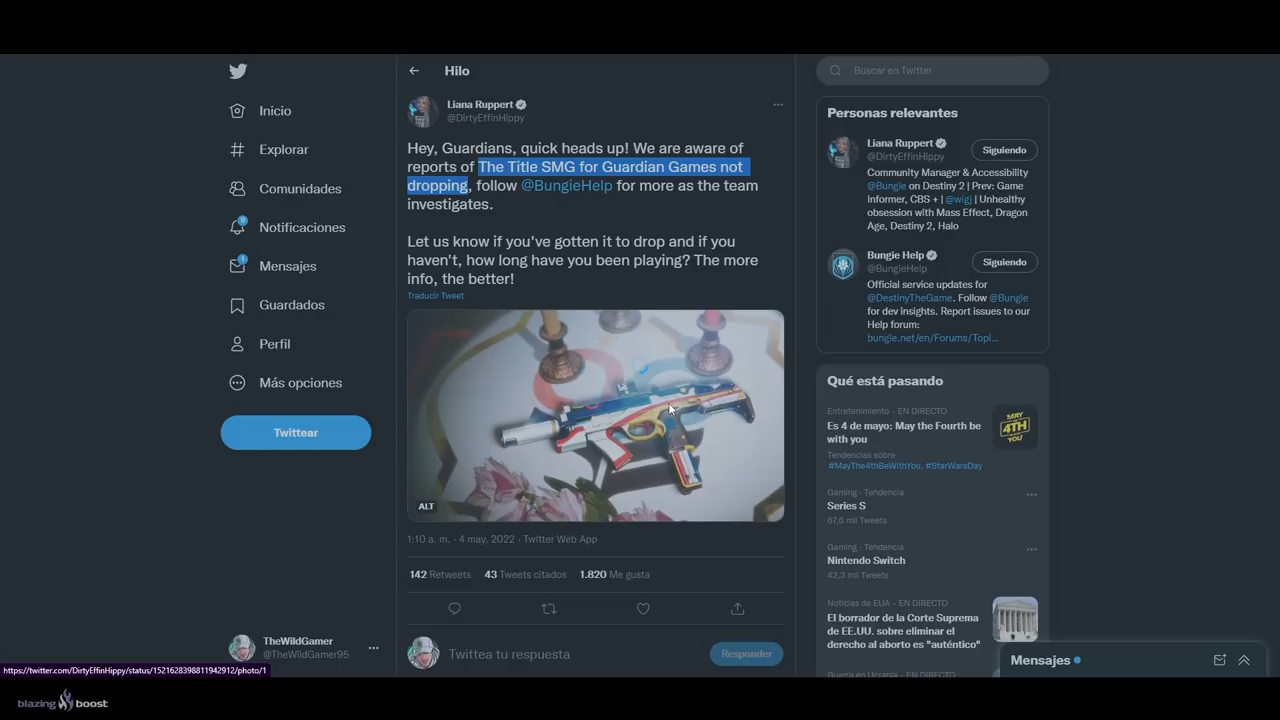 Inicio
Explorar
Comunidades
9
Notificaciones
1
Mensajes
Guardados
Perfil
Más opciones
Twittear
TheWildGamer
@TheWildGamer95
https://twitter.com/DirtyEffinHippy/status/1521628398811942912/photo/1
blazing boost
Hilo
Liana Ruppert
@DirtyEffinHippy
Hey, Guardians, quick heads up! We are aware of
reports of The Title SMG for Guardian Games not
dropping, follow @BungieHelp for more as the team
investigates.
Let us know if you've gotten it to drop and if you
haven't, how long have you been playing? The more
info, the better!
Traducir Tweet
ALT
1:10 a. m. · 4 may. 2022 · Twitter Web App
142 Retweets 43 Tweets citados 1.820 Me gusta
Twittea tu respuesta
Responder
Buscar en Twitter
Personas relevantes
Liana Ruppert
@DirtyEffinHippy
Siguiendo
Community Manager & Accessibility
@Bungie on Destiny 2 | Prev: Game
Informer, CBS + | @wigj | Unhealthy
obsession with Mass Effect, Dragon
Age, Destiny 2, Halo
Bungie Help
@BungieHelp
Siguiendo
Official service updates for
@DestinyTheGame. Follow @Bungie
for dev insights. Report issues to our
Help forum:
bungie.net/en/Forums/Topi...
Qué está pasando
Entretenimiento · EN DIRECTO
Es 4 de mayo: May the Fourth be
with you
Tendencias sobre
#MayThe4thBeWithYou, #StarWareDay
MAY
4TH
YOU
Gaming · Tendencia
Series S
67,6 mil Tweets
Gaming · Tendencia
Nintendo Switch
42,3 mil Tweets
Noticias de EUA · EN DIRECTO
El borrador de la Corte Suprema
de EE.UU. sobre eliminar el
derecho al aborto es "auténtico"
Guerra en Ucrania · EN DIRECTO
Mensajes